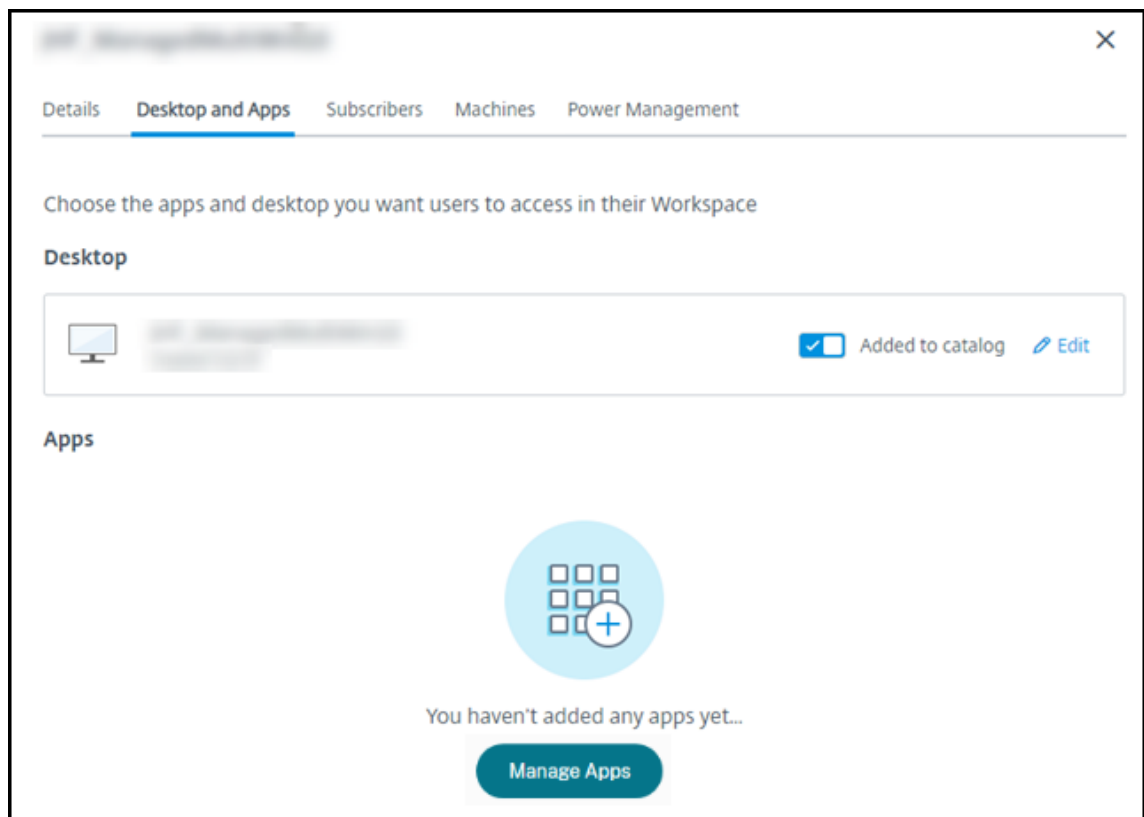 Details Desktop and Apps Subscribers Machines Power Management
Choose the apps and desktop you want users to access in their Workspace
Desktop
Added to catalog Edit
Apps
You haven't added any apps yet...
Manage Apps